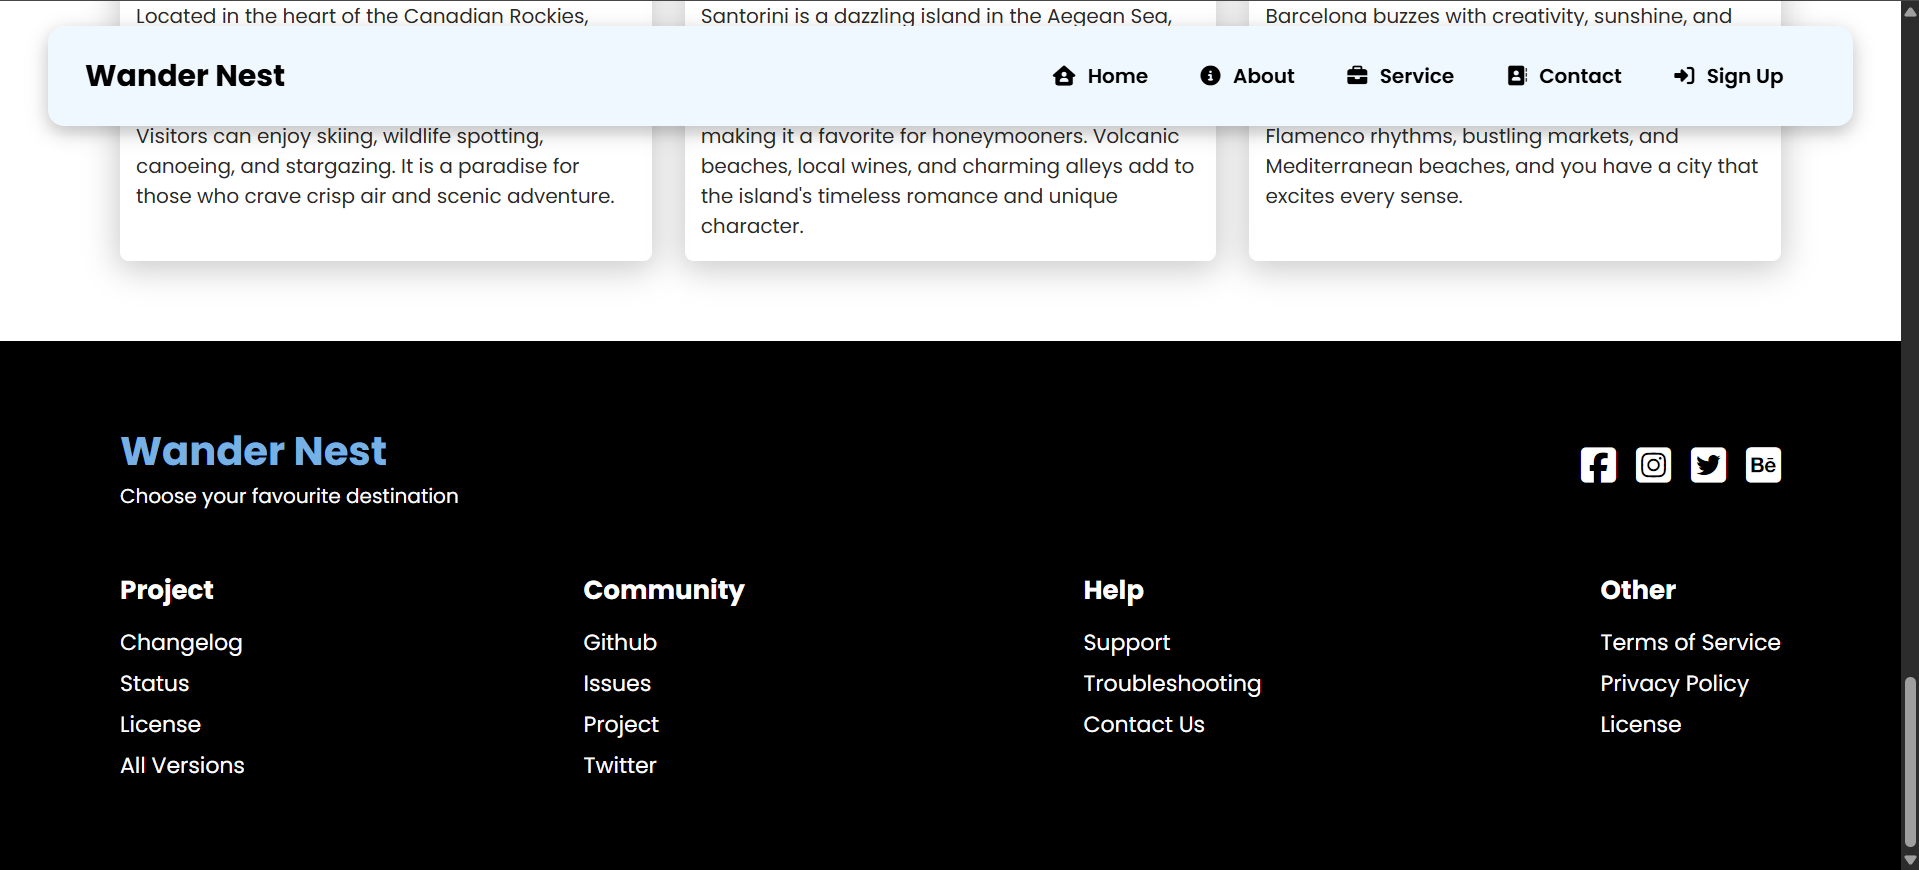 Located in the heart of the Canadian Rockies,
Santorini is a dazzling island in the Aegean Sea,
Barcelona buzzes with creativity, sunshine, and
Wander Nest
Home
About
Service
Contact
Sign Up
Visitors can enjoy skiing, wildlife spotting,
canoeing, and stargazing. It is a paradise for
those who crave crisp air and scenic adventure.
making it a favorite for honeymooners. Volcanic
beaches, local wines, and charming alleys add to
the island's timeless romance and unique
character.
Flamenco rhythms, bustling markets, and
Mediterranean beaches, and you have a city that
excites every sense.
Wander Nest
Choose your favourite destination
Bē
Project
Changelog
Status
License
All Versions
Community
Github
Issues
Project
Twitter
Help
Support
Troubleshooting
Contact Us
Other
Terms of Service
Privacy Policy
License